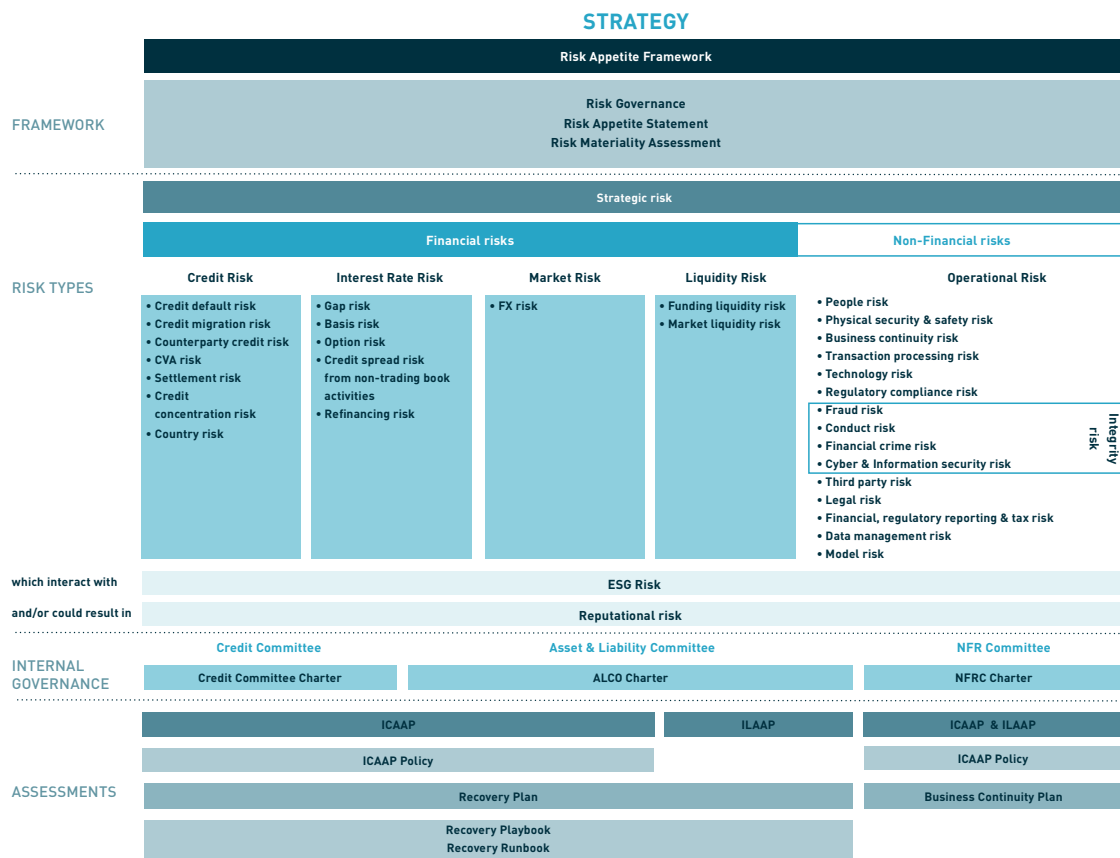 STRATEGY
Risk Appetite Framework
FRAMEWORK
Risk Governance
Risk Appetite Statement
Risk Materiality Assessment
Strategic risk
Financial risks
Non-Financial risks
RISK TYPES
Credit Risk
• Credit default risk
• Credit migration risk
• Counterparty credit risk
• CVA risk
• Settlement risk
• Credit
concentration risk
• Country risk
Interest Rate Risk
• Gap risk
• Basis risk
• Option risk
• Credit spread risk
from non-trading book
activities
• Refinancing risk
Market Risk
• FX risk
Liquidity Risk
• Funding liquidity risk
• Market liquidity risk
Operational Risk
• People risk
• Physical security & safety risk
• Business continuity risk
• Transaction processing risk
• Technology risk
• Regulatory compliance risk
• Fraud risk
• Conduct risk
• Financial crime risk
• Cyber & Information security risk
Integrity
risk
• Third party risk
• Legal risk
• Financial, regulatory reporting & tax risk
• Data management risk
• Model risk
which interact with
ESG Risk
and/or could result in
Reputational risk
INTERNAL
GOVERNANCE
Credit Committee
Asset & Liability Committee
NFR Committee
Credit Committee Charter
ALCO Charter
NFRC Charter
ASSESSMENTS
ICAAP
ILAAP
ICAAP & ILAAP
ICAAP Policy
ICAAP Policy
Recovery Plan
Business Continuity Plan
Recovery Playbook
Recovery Runbook